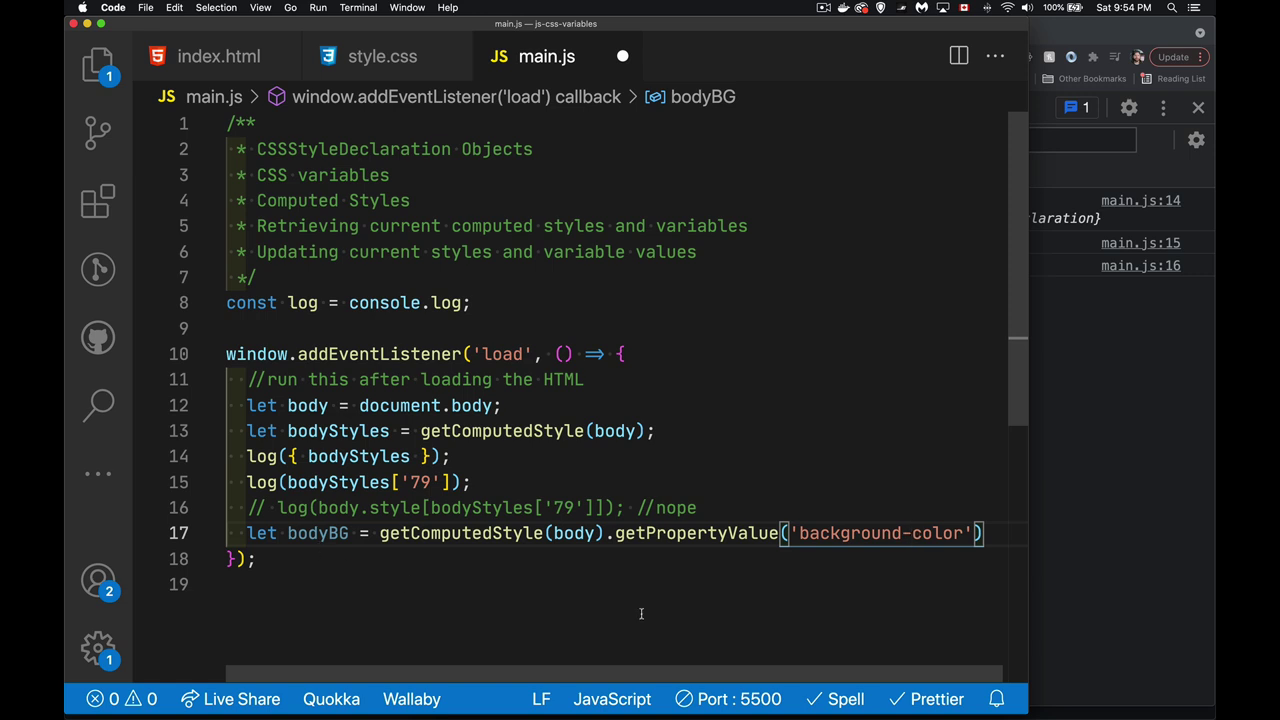 Code File Edit Selection View Go Run Terminal Window Help 100% Sat 9:54 PM
main.js — js-css-variables
index.html style.css JS main.js
Update
Other Bookmarks Reading List
JS main.js > window.addEventListener('load') callback > bodyBG
1
1
1 /**
2 * CSSStyleDeclaration Objects
3 * CSS variables
4 * Computed Styles
5 * Retrieving current computed styles and variables
6 * Updating current styles and variable values
7 */
8 const log = console.log;
9
10 window.addEventListener('load', () => {
11 //run this after loading the HTML
12 let body = document.body;
13 let bodyStyles = getComputedStyle(body);
14 log({ bodyStyles });
15 log(bodyStyles['79']);
16 // log(body.style[bodyStyles['79']]); //nope
17 let bodyBG = getComputedStyle(body).getPropertyValue('background-color')
18 });
19
main.js:14
laration}
main.js:15
main.js:16
2
1
0 0 Live Share Quokka Wallaby LF JavaScript Port : 5500 Spell Prettier